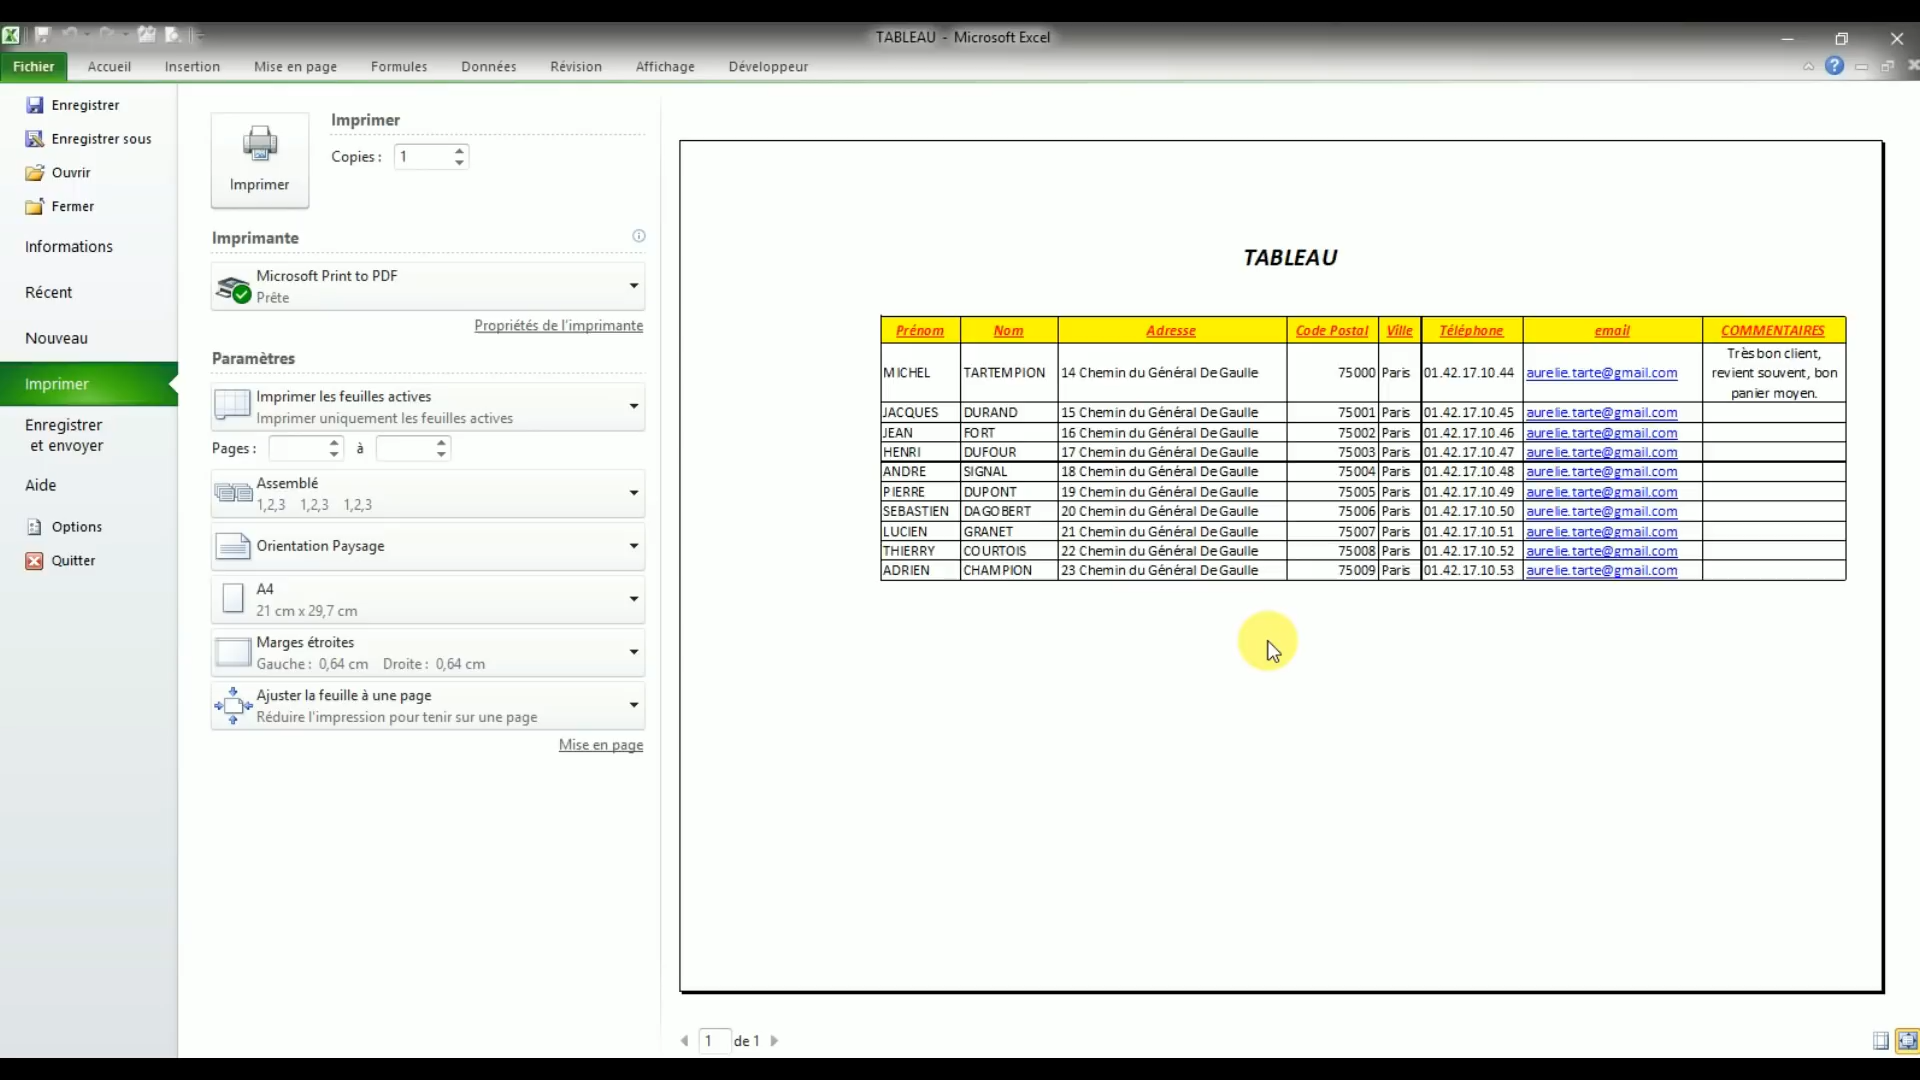 TABLEAU - Microsoft Excel
Fichier Accueil Insertion Mise en page Formules Données Révision Affichage Développeur
Enregistrer
Enregistrer sous
Ouvrir
Fermer
Informations
Récent
Nouveau
Imprimer
Enregistrer
et envoyer
Aide
Options
Quitter
Imprimer
Imprimer
Copies : 1
Imprimante
Microsoft Print to PDF
Prête
Propriétés de l'imprimante
Paramètres
Imprimer les feuilles actives
Imprimer uniquement les feuilles actives
Pages : à
Assemblé
1,2,3 1,2,3 1,2,3
Orientation Paysage
A4
21 cm x 29,7 cm
Marges étroites
Gauche : 0,64 cm Droite : 0,64 cm
Ajuster la feuille à une page
Réduire l'impression pour tenir sur une page
Mise en page
TABLEAU
Prénom Nom Adresse Code Postal Ville Téléphone email COMMENTAIRES
MICHEL TARTEMPION 14 Chemin du Général De Gaulle 75000 Paris 01.42.17.10.44 aurelie.tarte@gmail.com Très bon client,
revient souvent, bon
panier moyen.
JACQUES DURAND 15 Chemin du Général De Gaulle 75001 Paris 01.42.17.10.45 aurelie.tarte@gmail.com
JEAN FORT 16 Chemin du Général De Gaulle 75002 Paris 01.42.17.10.46 aurelie.tarte@gmail.com
HENRI DUFOUR 17 Chemin du Général De Gaulle 75003 Paris 01.42.17.10.47 aurelie.tarte@gmail.com
ANDRE SIGNAL 18 Chemin du Général De Gaulle 75004 Paris 01.42.17.10.48 aurelie.tarte@gmail.com
PIERRE DUPONT 19 Chemin du Général De Gaulle 75005 Paris 01.42.17.10.49 aurelie.tarte@gmail.com
SEBASTIEN DAGOBERT 20 Chemin du Général De Gaulle 75006 Paris 01.42.17.10.50 aurelie.tarte@gmail.com
LUCIEN GRANET 21 Chemin du Général De Gaulle 75007 Paris 01.42.17.10.51 aurelie.tarte@gmail.com
THIERRY COURTOIS 22 Chemin du Général De Gaulle 75008 Paris 01.42.17.10.52 aurelie.tarte@gmail.com
ADRIEN CHAMPION 23 Chemin du Général De Gaulle 75009 Paris 01.42.17.10.53 aurelie.tarte@gmail.com
1 de 1